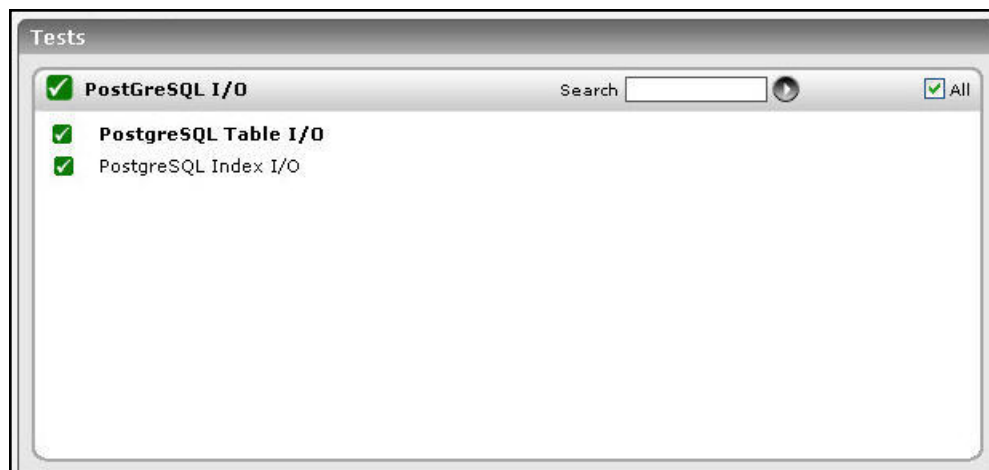 Tests
PostGreSQL I/O Search All
PostgreSQL Table I/O
PostgreSQL Index I/O